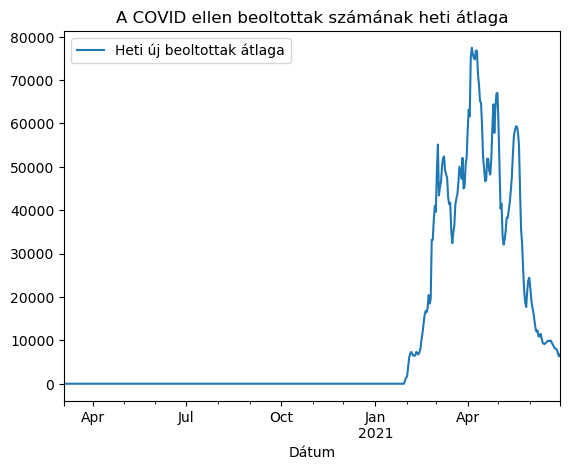 A COVID ellen beoltottak számának heti átlaga
Heti új beoltottak átlaga
80000
70000
60000
50000
40000
30000
20000
10000
0
Apr
Jul
Oct
Jan
2021
Apr
Dátum